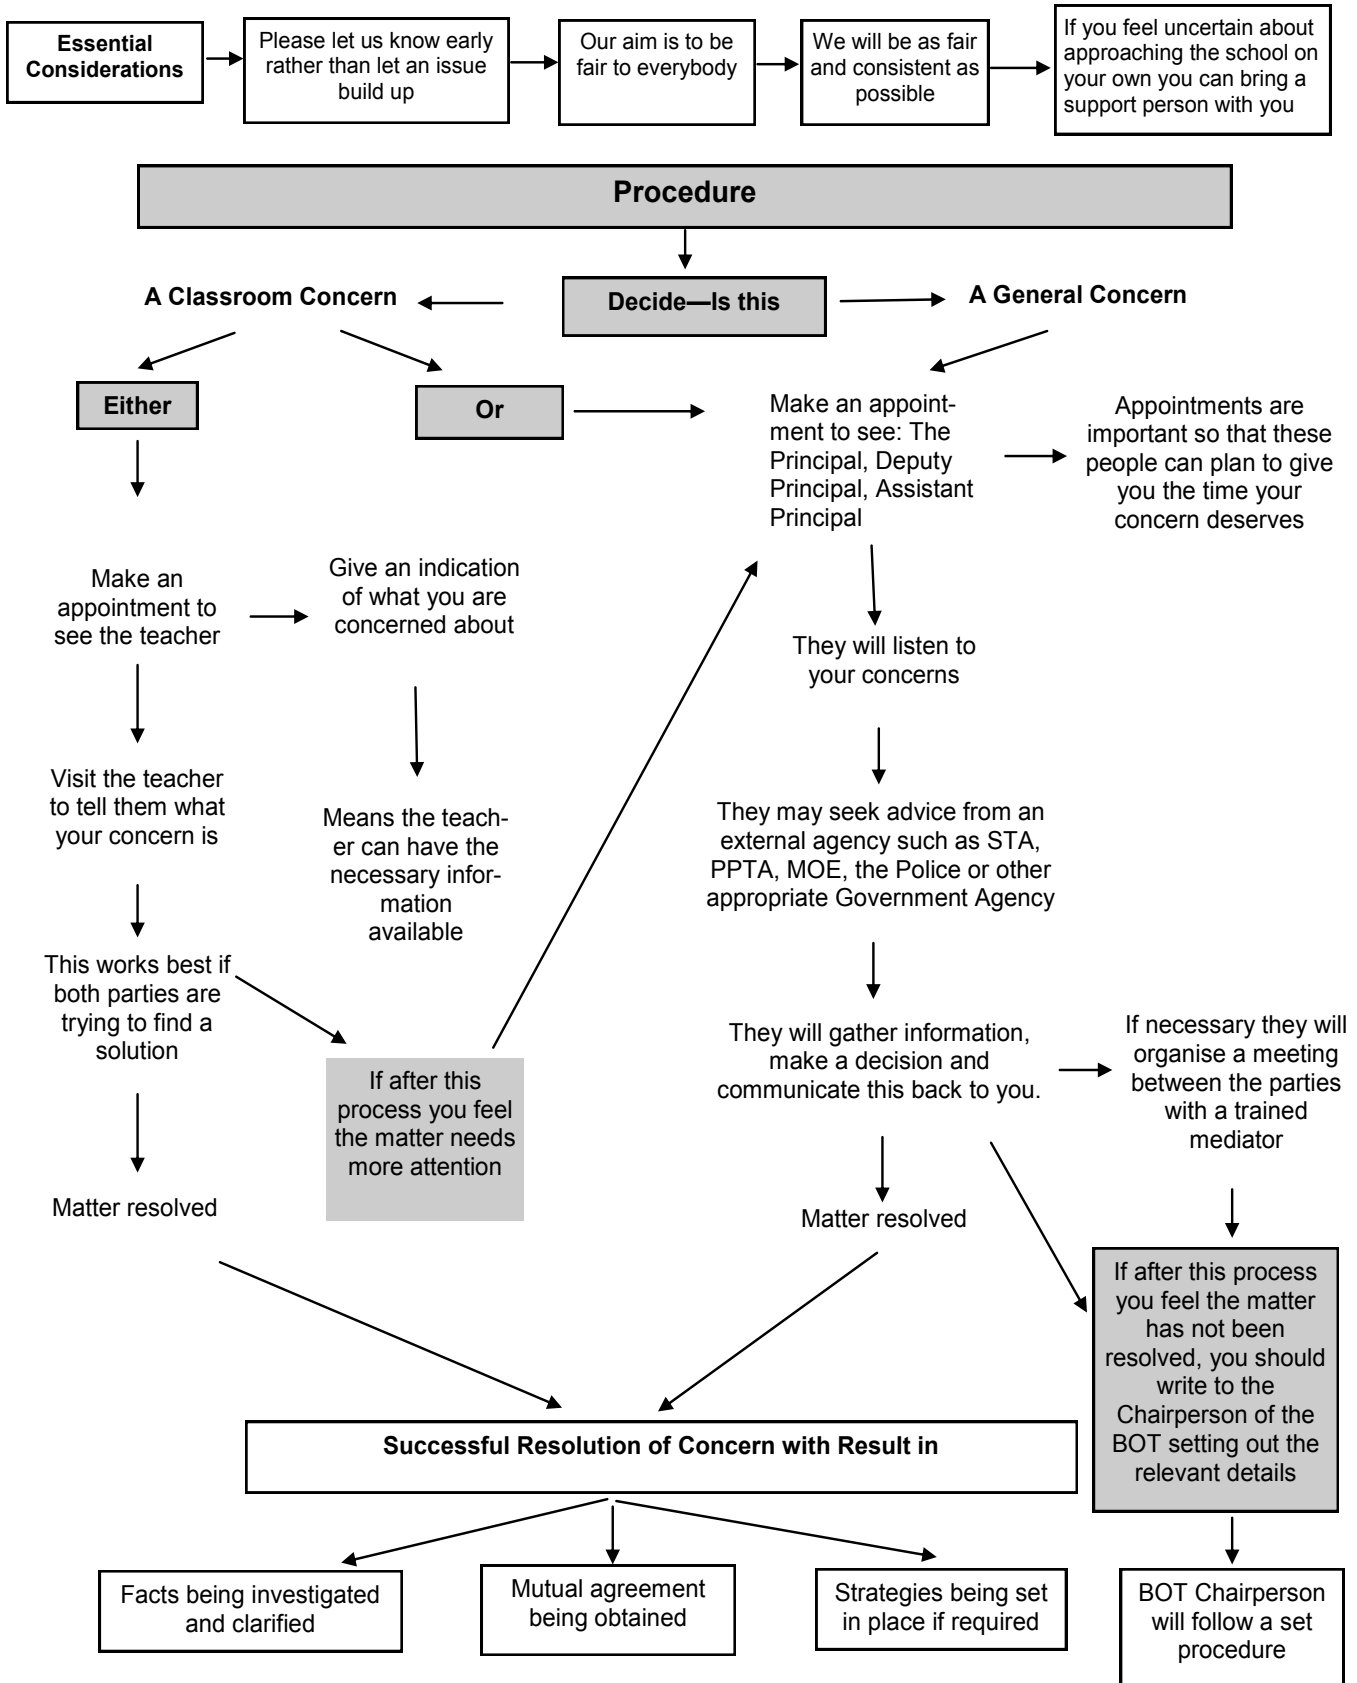 Essential
Considerations
Please let us know early
rather than let an issue
build up
Our aim is to be
fair to everybody
We will be as fair
and consistent as
possible
If you feel uncertain about
approaching the school on
your own you can bring a
support person with you
Procedure
A Classroom Concern
Decide—Is this
A General Concern
Either
Or
Make an appoint-
ment to see: The
Principal, Deputy
Principal, Assistant
Principal
Appointments are
important so that these
people can plan to give
you the time your
concern deserves
Make an
appointment to
see the teacher
Give an indication
of what you are
concerned about
They will listen to
your concerns
Visit the teacher
to tell them what
your concern is
Means the teach-
er can have the
necessary infor-
mation
available
They may seek advice from an
external agency such as STA,
PPTA, MOE, the Police or other
appropriate Government Agency
This works best if
both parties are
trying to find a
solution
If after this
process you feel
the matter needs
more attention
They will gather information,
make a decision and
communicate this back to you.
If necessary they will
organise a meeting
between the parties
with a trained
mediator
Matter resolved
Matter resolved
If after this process
you feel the matter
has not been
resolved, you should
write to the
Chairperson of the
BOT setting out the
relevant details
Successful Resolution of Concern with Result in
Facts being investigated
and clarified
Mutual agreement
being obtained
Strategies being set
in place if required
BOT Chairperson
will follow a set
procedure